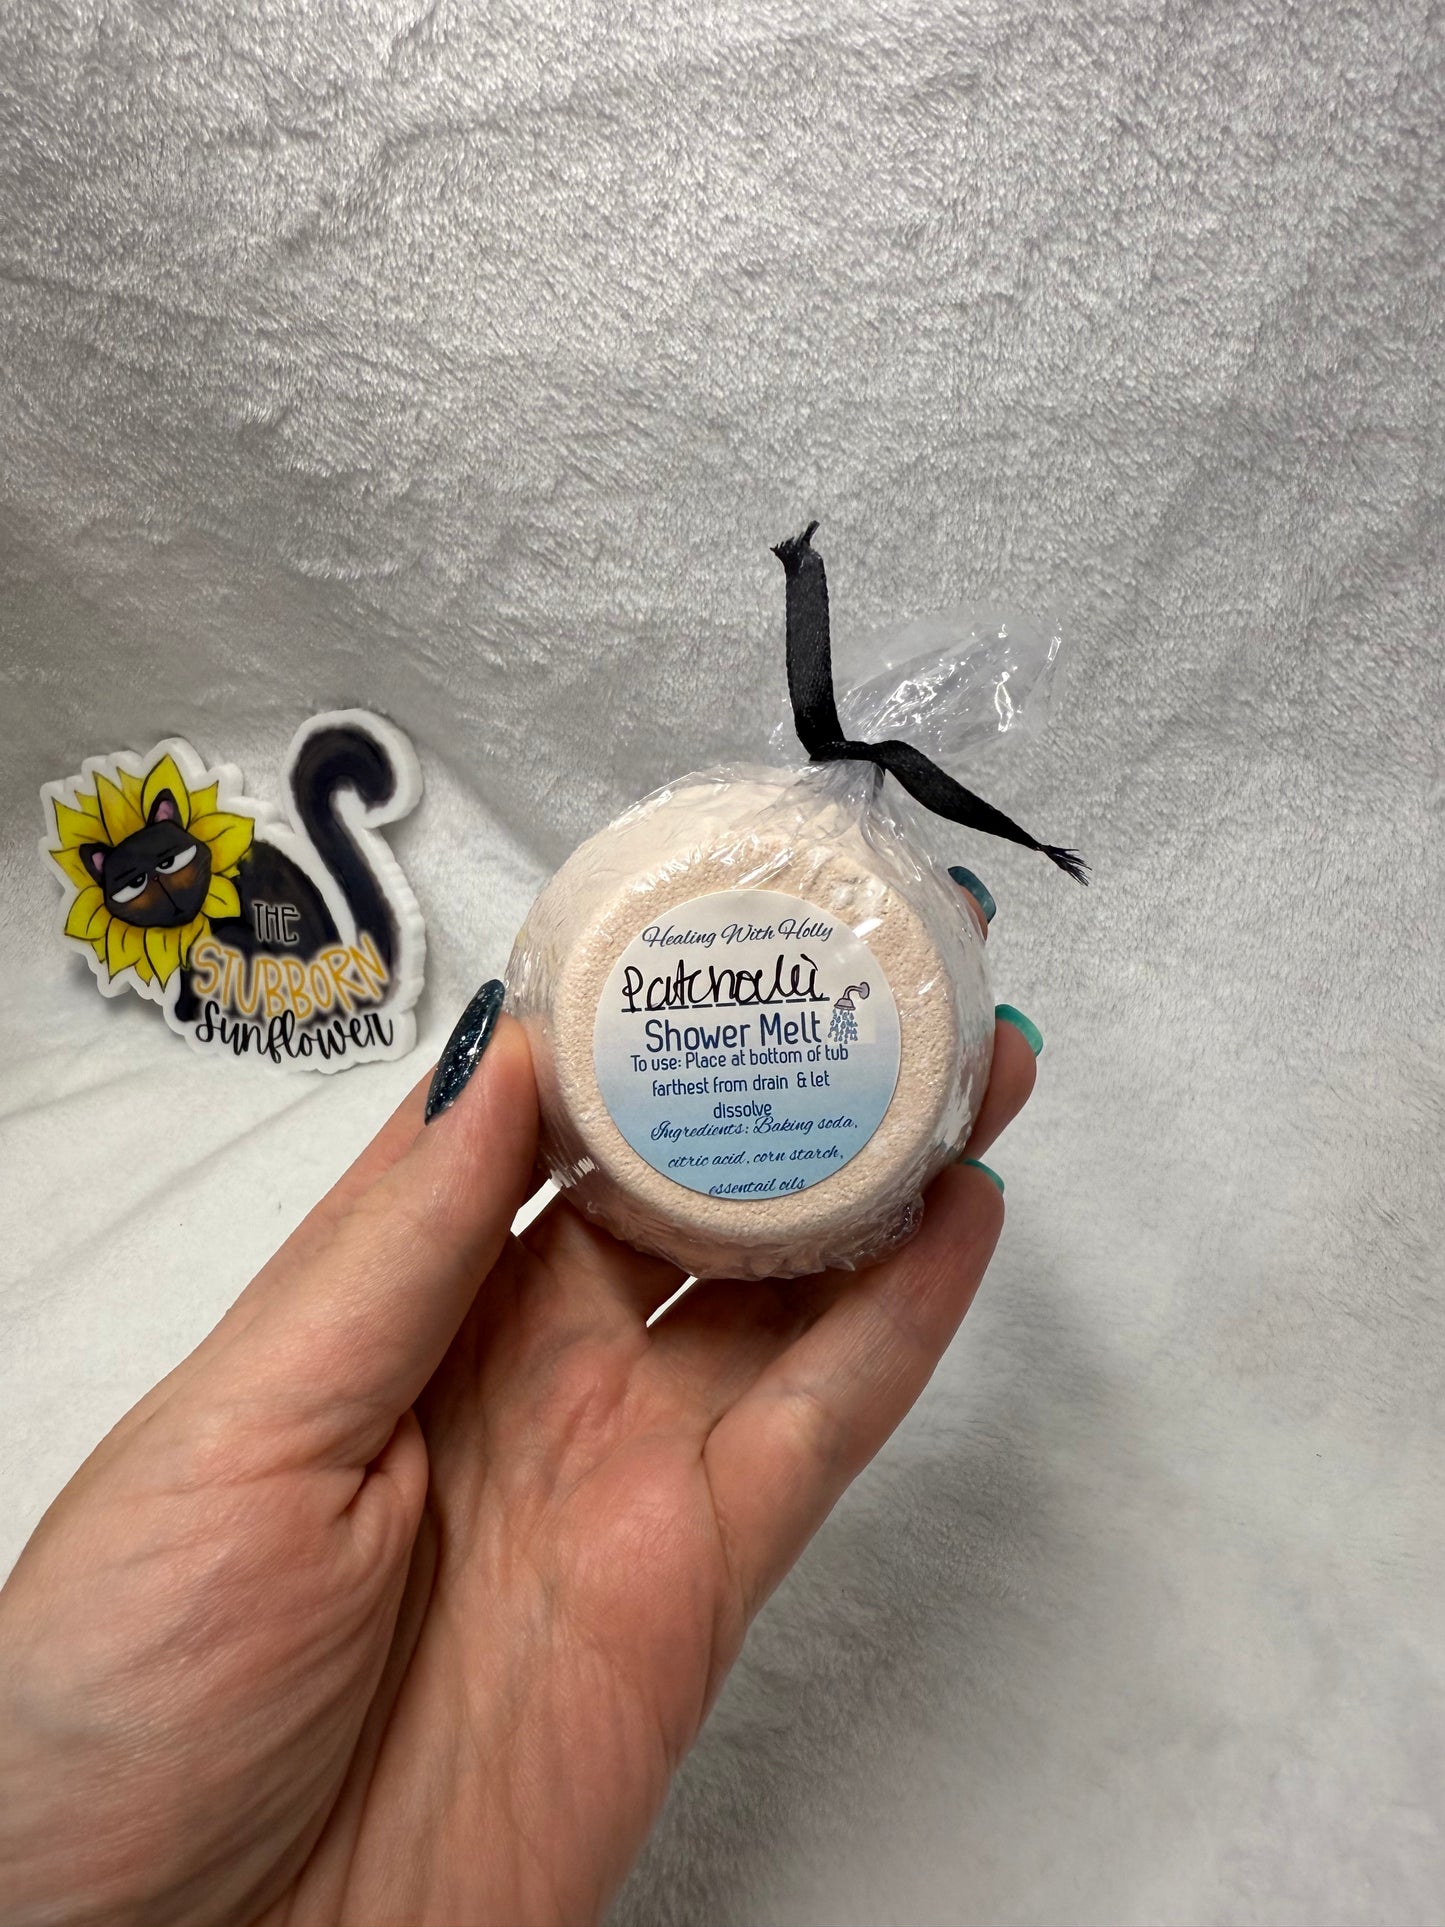 THE
STUBBORN
Sunflower
Healing With Holly
Patchouli
Shower Melt
To use: Place at bottom of tub
farthest from drain & let
dissolve
Ingredients: Baking soda,
citric acid, corn starch,
essentail oils